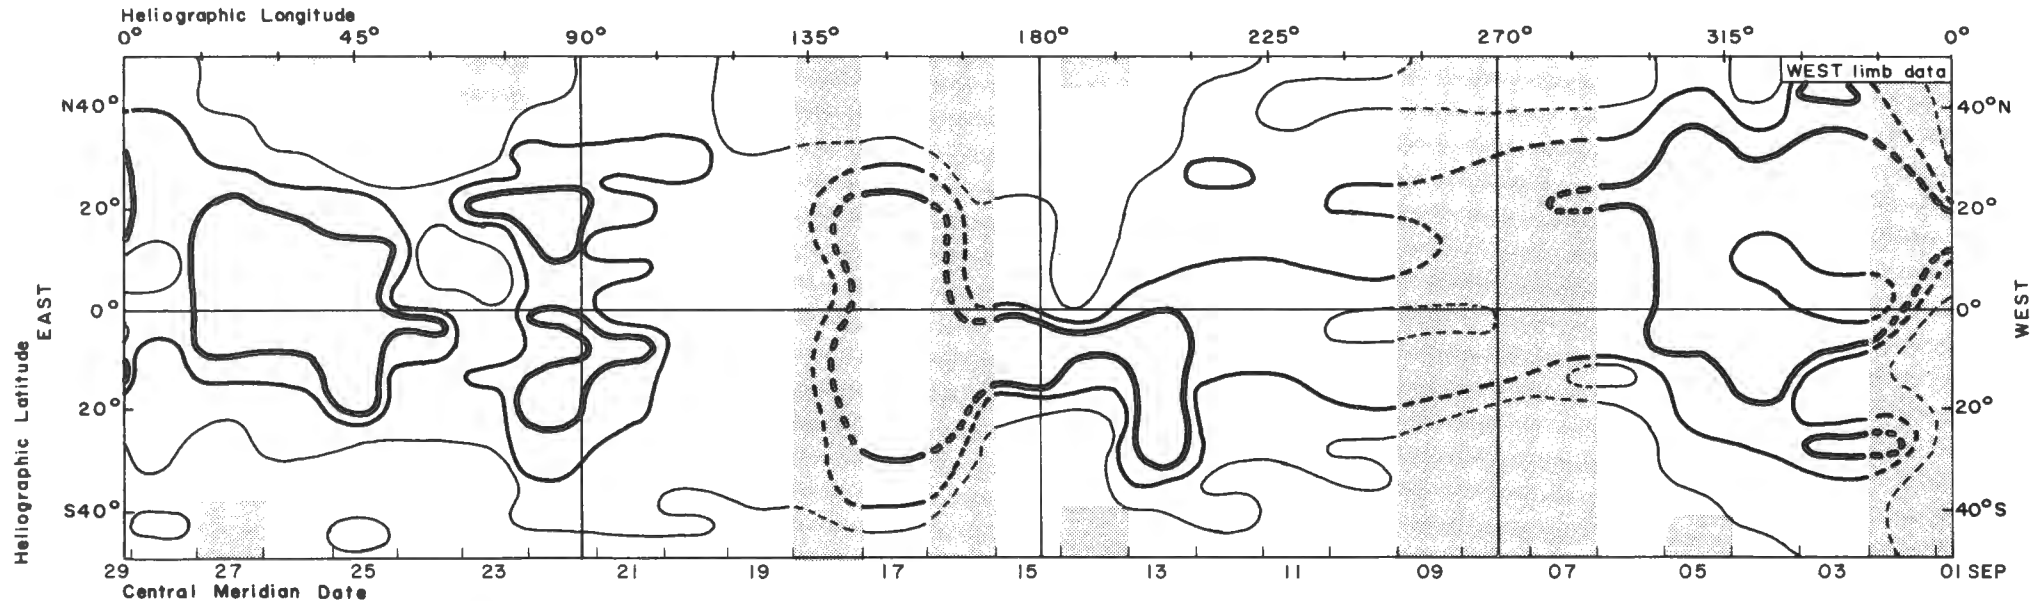 Heliographic Longitude
0° 45° 90° 135° 180° 225° 270° 315° 0°
WEST limb data
N40° 40°N
20° 20°
EAST 0° 0° WEST
20° 20°
S40° 40°S
Heliographic Latitude
29 27 25 23 21 19 17 15 13 11 09 07 05 03 01 SEP
Central Meridian Date